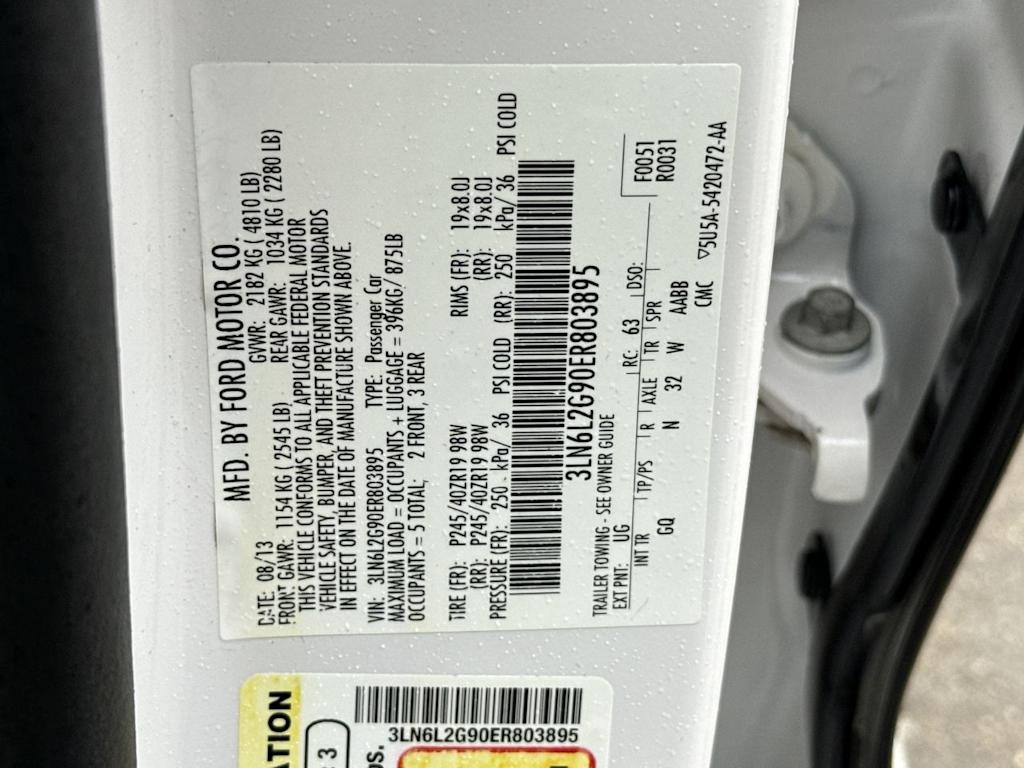 MFD. BY FORD MOTOR CO.
DATE: 08/13 GVWR: 2182 KG ( 4810 LB)
FRONT GAWR: 1154 KG ( 2545 LB) REAR GAWR: 1034 KG ( 2280 LB)
THIS VEHICLE CONFORMS TO ALL APPLICABLE FEDERAL MOTOR
VEHICLE SAFETY, BUMPER, AND THEFT PREVENTION STANDARDS
IN EFFECT ON THE DATE OF MANUFACTURE SHOWN ABOVE.
VIN: 3LN6L2G90ER803895 TYPE: Passenger Car
MAXIMUM LOAD = OCCUPANTS + LUGGAGE = 396KG/ 875LB
OCCUPANTS = 5 TOTAL; 2 FRONT, 3 REAR
TIRE (FR): P245/40ZR19 98W RIMS (FR): 19x8.0J
(RR): P245/40ZR19 98W (RR): 19x8.0J
PRESSURE (FR): 250 kPa/ 36 PSI COLD (RR): 250 kPa/ 36 PSI COLD
3LN6L2G90ER803895
TRAILER TOWING - SEE OWNER GUIDE
F0051
EXT PNT: UG RC: 63 DSO: R0031
INT TR TP/PS R AXLE TR SPR
GQ N 32 W AABB
CMC
▽5U5A-5420472-AA
ATION
: 3
OS.
3LN6L2G90ER803895